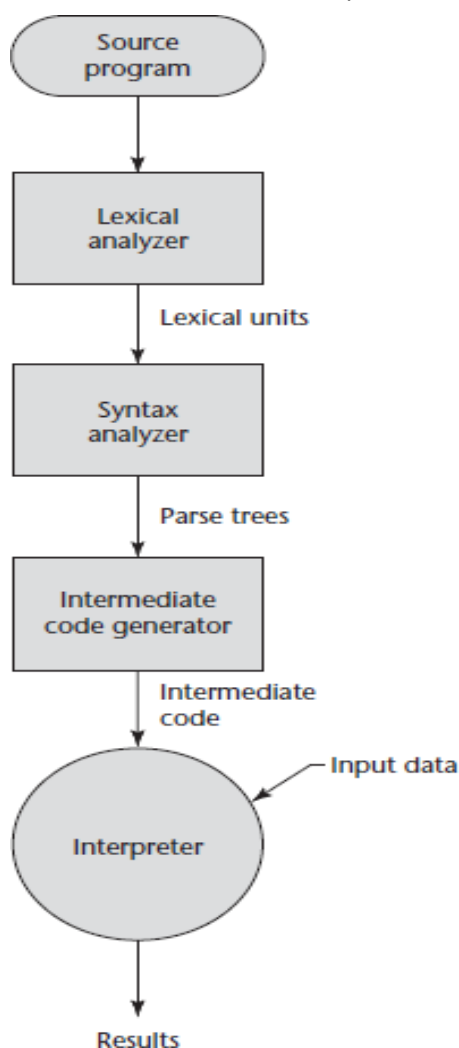 Source
program
Lexical
analyzer
Lexical units
Syntax
analyzer
Parse trees
Intermediate
code generator
Intermediate
code
Input data
Interpreter
Results